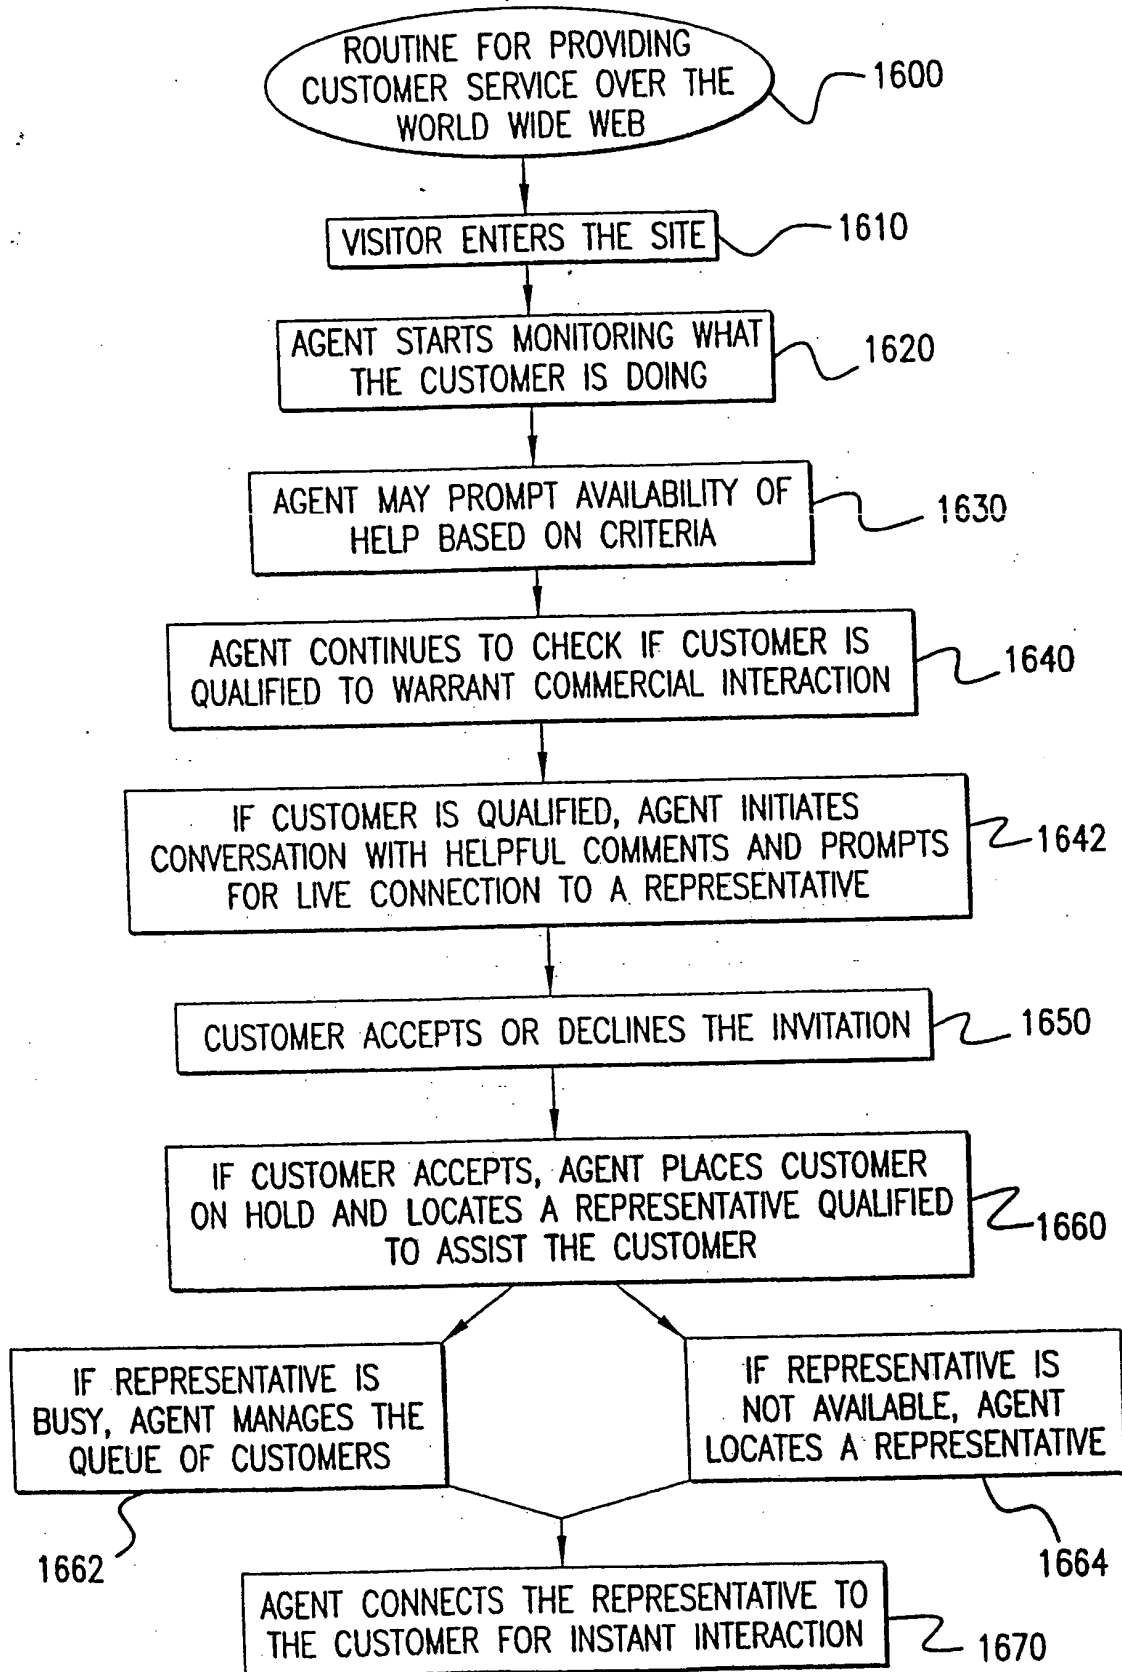 ROUTINE FOR PROVIDING
CUSTOMER SERVICE OVER THE
WORLD WIDE WEB
1600
VISITOR ENTERS THE SITE
1610
AGENT STARTS MONITORING WHAT
THE CUSTOMER IS DOING
1620
AGENT MAY PROMPT AVAILABILITY OF
HELP BASED ON CRITERIA
1630
AGENT CONTINUES TO CHECK IF CUSTOMER IS
QUALIFIED TO WARRANT COMMERCIAL INTERACTION
1640
IF CUSTOMER IS QUALIFIED, AGENT INITIATES
CONVERSATION WITH HELPFUL COMMENTS AND PROMPTS
FOR LIVE CONNECTION TO A REPRESENTATIVE
1642
CUSTOMER ACCEPTS OR DECLINES THE INVITATION
1650
IF CUSTOMER ACCEPTS, AGENT PLACES CUSTOMER
ON HOLD AND LOCATES A REPRESENTATIVE QUALIFIED
TO ASSIST THE CUSTOMER
1660
IF REPRESENTATIVE IS
BUSY, AGENT MANAGES THE
QUEUE OF CUSTOMERS
1662
IF REPRESENTATIVE IS
NOT AVAILABLE, AGENT
LOCATES A REPRESENTATIVE
1664
AGENT CONNECTS THE REPRESENTATIVE TO
THE CUSTOMER FOR INSTANT INTERACTION
1670